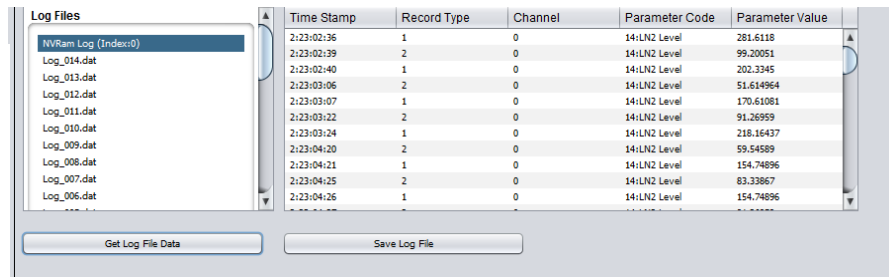 Log Files
NVRam Log (Index:0)
Log_014.dat
Log_013.dat
Log_012.dat
Log_011.dat
Log_010.dat
Log_009.dat
Log_008.dat
Log_007.dat
Log_006.dat
Time Stamp Record Type Channel Parameter Code Parameter Value
2:23:02:36 1 0 14:LN2 Level 281.6118
2:23:02:39 2 0 14:LN2 Level 99.20051
2:23:02:40 1 0 14:LN2 Level 202.3345
2:23:03:06 2 0 14:LN2 Level 51.614964
2:23:03:07 1 0 14:LN2 Level 170.61081
2:23:03:22 2 0 14:LN2 Level 91.26959
2:23:03:24 1 0 14:LN2 Level 218.16437
2:23:04:20 2 0 14:LN2 Level 59.54589
2:23:04:21 1 0 14:LN2 Level 154.74896
2:23:04:25 2 0 14:LN2 Level 83.33867
2:23:04:26 1 0 14:LN2 Level 154.74896
Get Log File Data
Save Log File